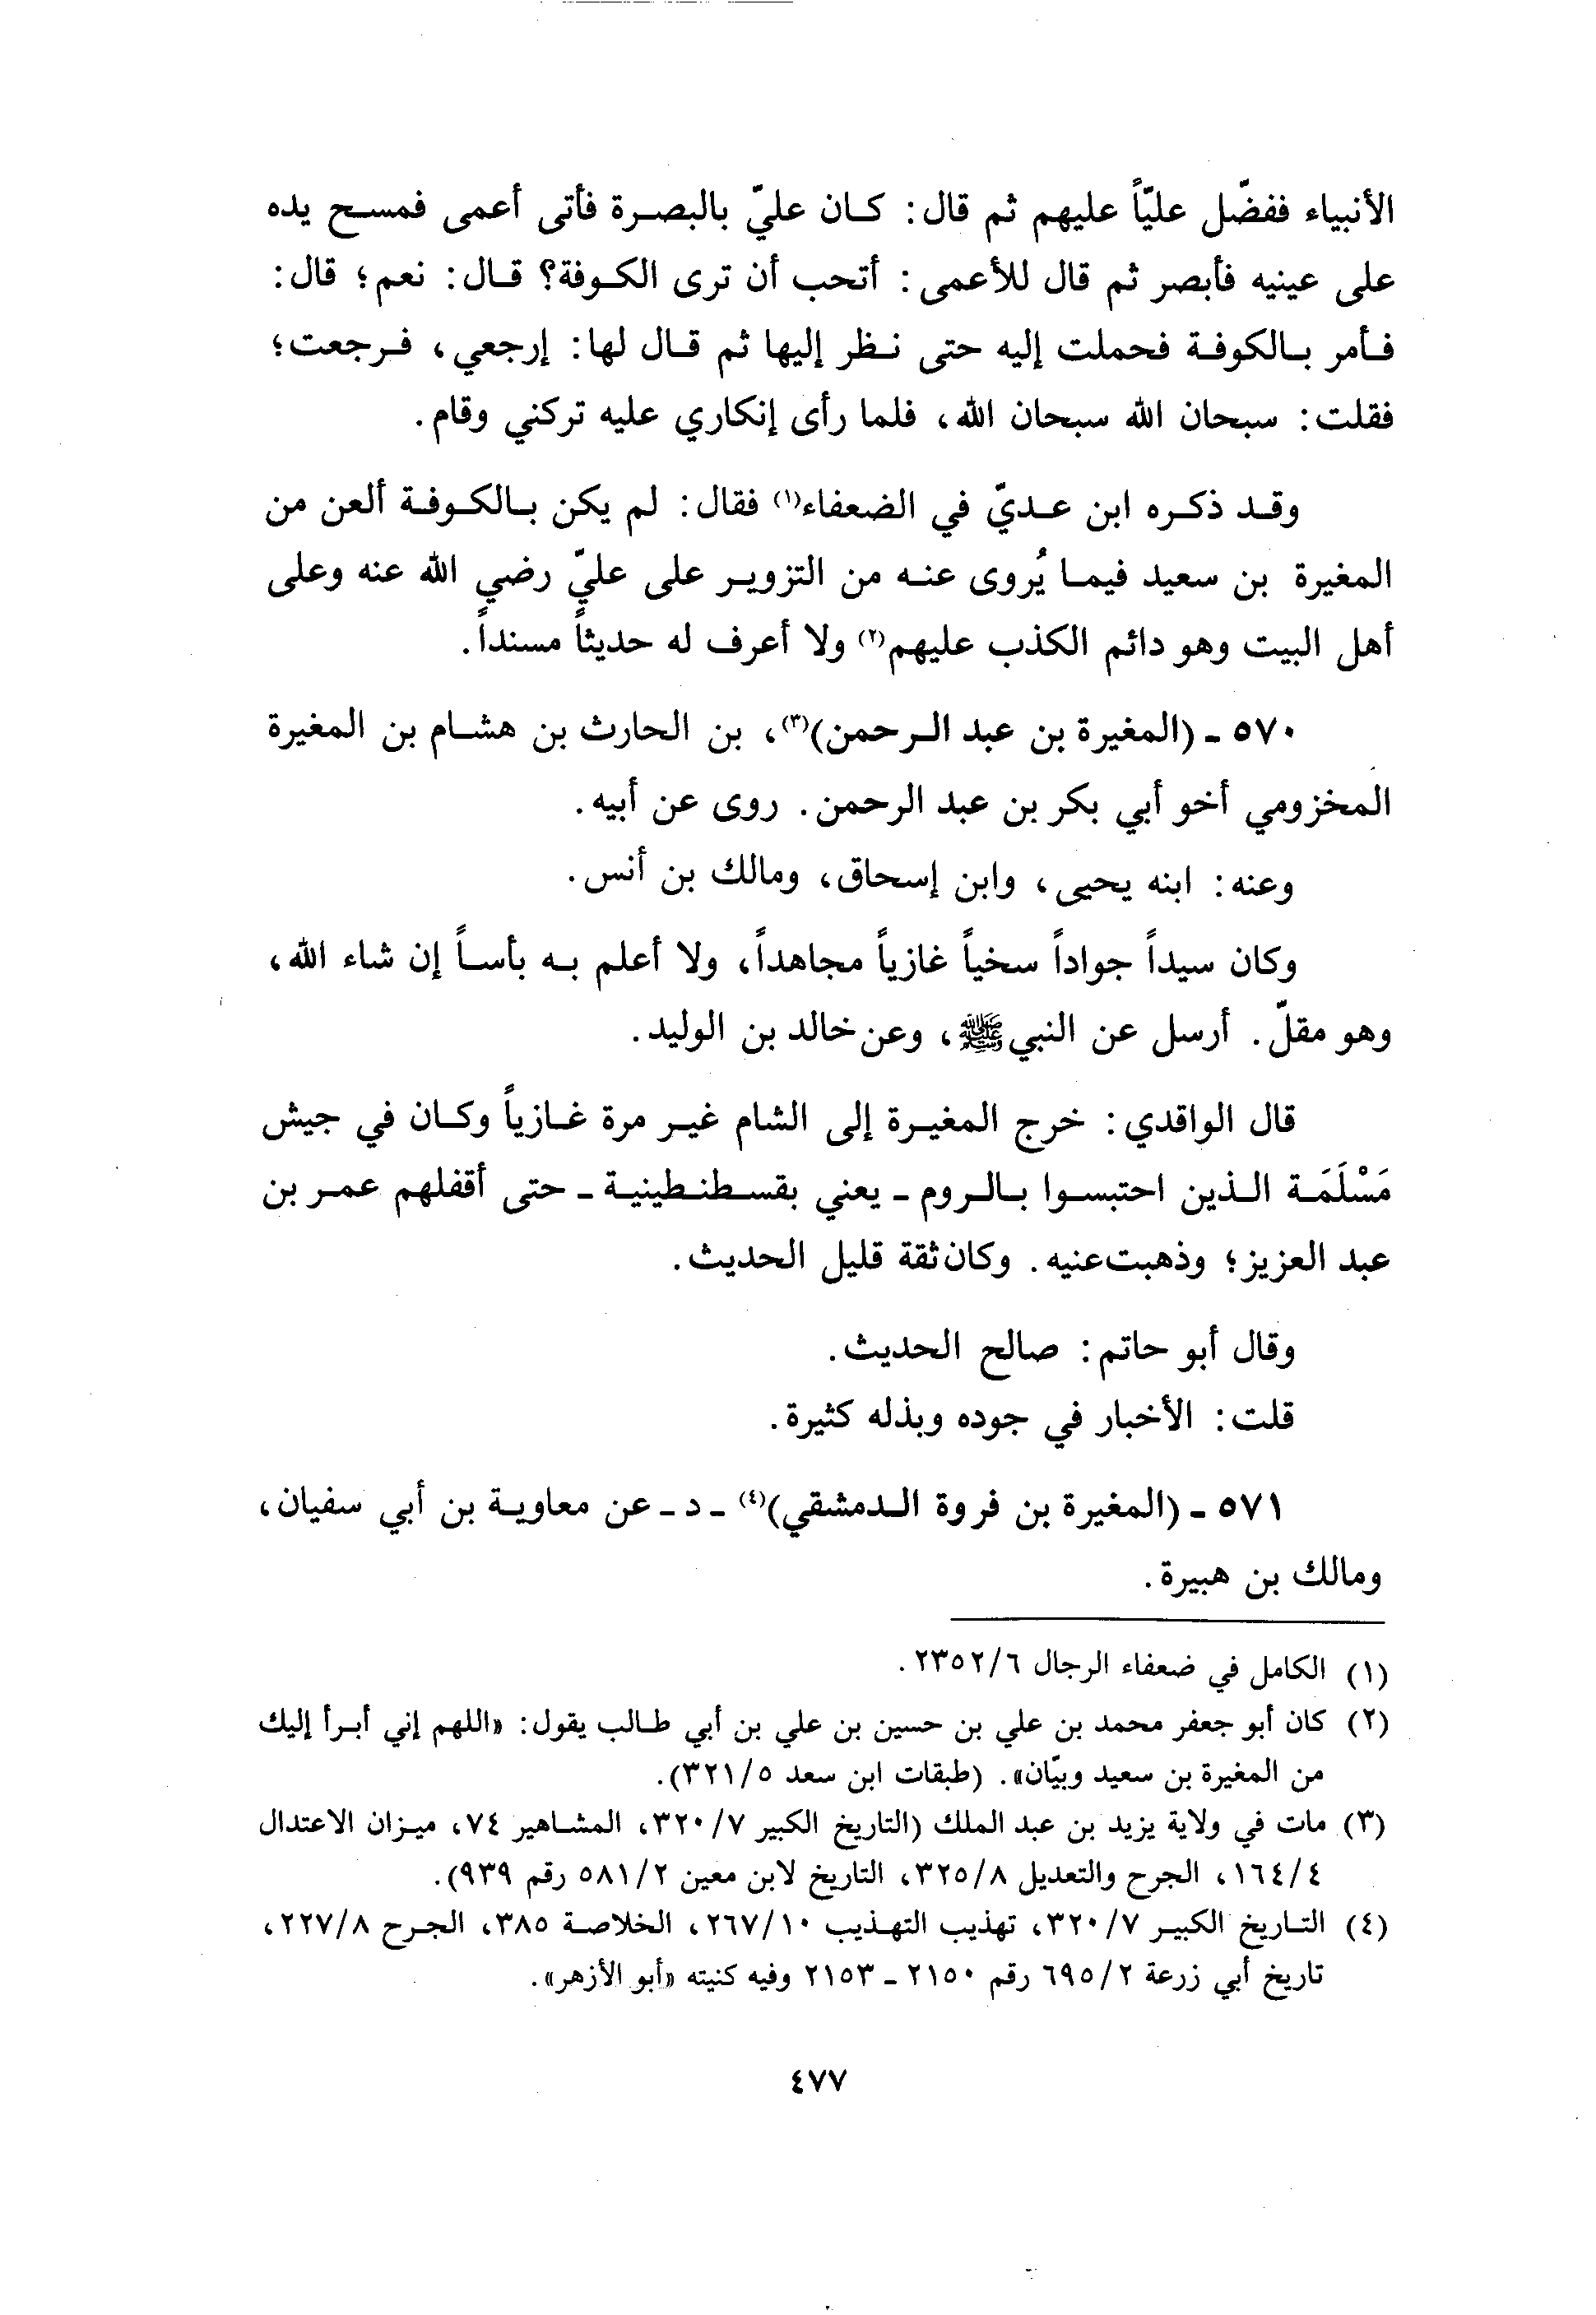 الأنبياء ففضّل عليّاً عليهم ثم قال: كان عليّ بالبصرة فأتى أعمى فمسح يده
على عينيه فأبصر ثم قال للأعمى: أتحب أن ترى الكوفة؟ قال: نعم؛ قال:
فأمر بالكوفة فحملت إليه حتى نظر إليها ثم قال لها: إرجعي، فرجعت؛
فقلت: سبحان الله سبحان الله، فلما رأى إنكاري عليه تركني وقام.
وقد ذكره ابن عديّ في الضعفاء(١) فقال: لم يكن بالكوفة ألعن من
المغيرة بن سعيد فيما يُروى عنه من التزوير على عليّ رضي الله عنه وعلى
أهل البيت وهو دائم الكذب عليهم(٢) ولا أعرف له حديثاً مسنداً.
٥٧٠ - (المغيرة بن عبد الرحمن)(٣)، بن الحارث بن هشام بن المغيرة
المخزومي أخو أبي بكر بن عبد الرحمن. روى عن أبيه.
وعنه: ابنه يحيى، وابن إسحاق، ومالك بن أنس.
وكان سيداً جواداً سخياً غازياً مجاهداً، ولا أعلم به بأساً إن شاء الله،
وهو مقلّ. أرسل عن النبي ﷺ، وعن خالد بن الوليد.
قال الواقدي: خرج المغيرة إلى الشام غير مرة غازياً وكان في جيش
مَسْلَمَة الذين احتبسوا بالروم - يعني بقسطنطينية - حتى أقفلهم عمر بن
عبد العزيز؛ وذهبت عنيه. وكان ثقة قليل الحديث.
وقال أبو حاتم: صالح الحديث.
قلت: الأخبار في جوده وبذله كثيرة.
٥٧١ - (المغيرة بن فروة الدمشقي)(٤) - د - عن معاوية بن أبي سفيان،
ومالك بن هبيرة.
(١) الكامل في ضعفاء الرجال ٢٣٥٢/٦.
(٢) كان أبو جعفر محمد بن علي بن حسين بن علي بن أبي طالب يقول: «اللهم إني أبرأ إليك
من المغيرة بن سعيد وبيّان». (طبقات ابن سعد ٣٢١/٥).
(٣) مات في ولاية يزيد بن عبد الملك (التاريخ الكبير ٣٢٠/٧، المشاهير ٧٤، ميزان الاعتدال
١٦٤/٤، الجرح والتعديل ٣٢٥/٨، التاريخ لابن معين ٥٨١/٢ رقم ٩٣٩).
(٤) التاريخ الكبير ٣٢٠/٧، تهذيب التهذيب ٢٦٧/١٠، الخلاصة ٣٨٥، الجرح ٢٢٧/٨،
تاريخ أبي زرعة ٦٩٥/٢ رقم ٢١٥٠ - ٢١٥٣ وفيه كنيته «أبو الأزهر».
٤٧٧